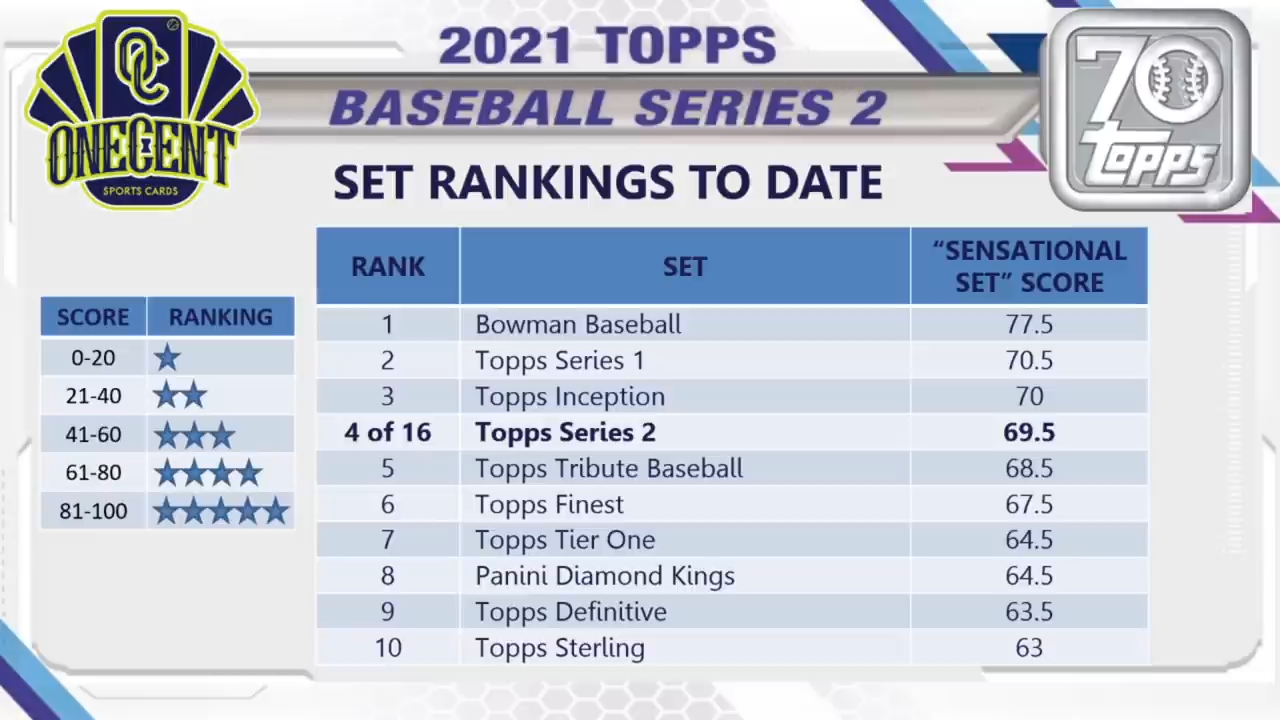 2021 TOPPS
BASEBALL SERIES 2
OC
ONECENT
SPORTS CARDS
70
topps
SET RANKINGS TO DATE
SCORE RANKING
0-20 ★
21-40 ★★
41-60 ★★★
61-80 ★★★★
81-100 ★★★★★
RANK SET “SENSATIONAL
SET” SCORE
1 Bowman Baseball 77.5
2 Topps Series 1 70.5
3 Topps Inception 70
4 of 16 Topps Series 2 69.5
5 Topps Tribute Baseball 68.5
6 Topps Finest 67.5
7 Topps Tier One 64.5
8 Panini Diamond Kings 64.5
9 Topps Definitive 63.5
10 Topps Sterling 63